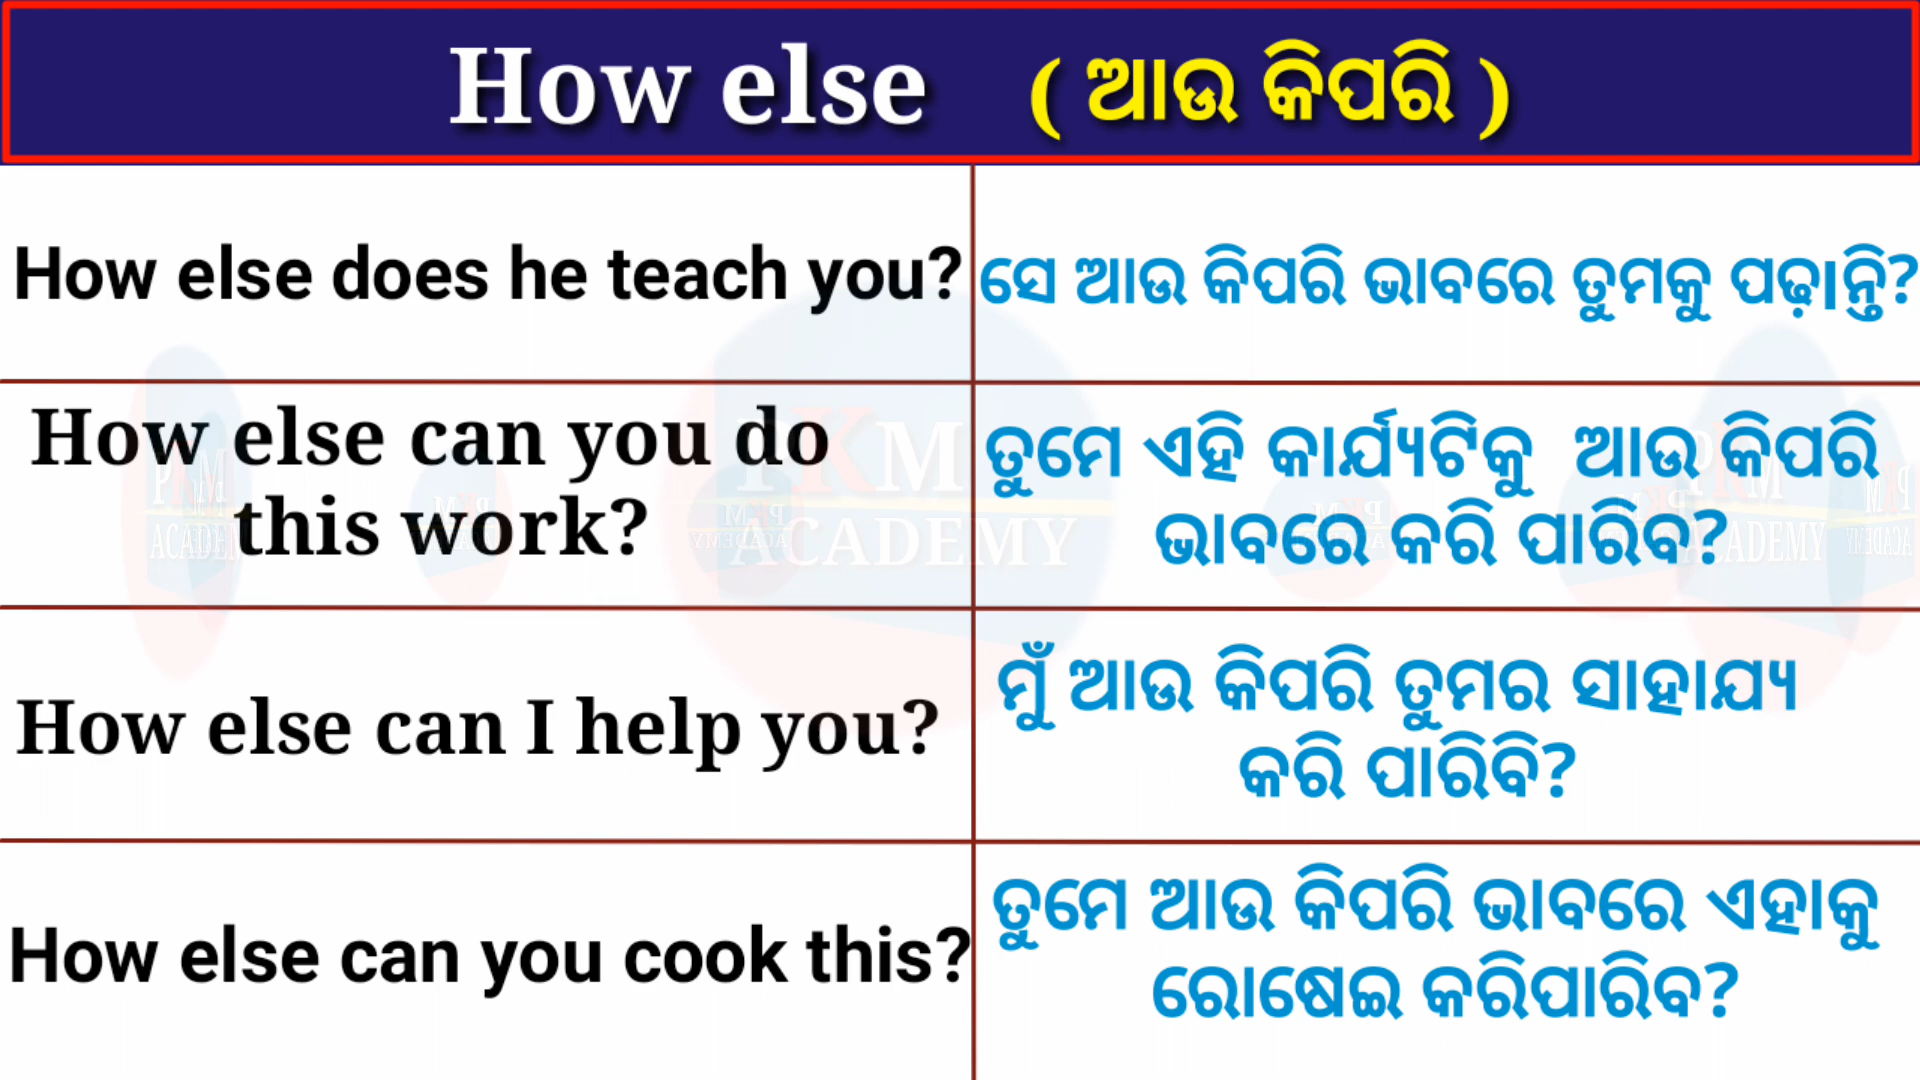 How else ( ଆଉ କିପରି )
How else does he teach you? ସେ ଆଉ କିପରି ଭାବରେ ତୁମକୁ ପଢ଼ାନ୍ତି?
How else can you do
this work?
ତୁମେ ଏହି କାର୍ଯ୍ୟଟିକୁ ଆଉ କିପରି
ଭାବରେ କରି ପାରିବ?
How else can I help you?
ମୁଁ ଆଉ କିପରି ତୁମର ସାହାଯ୍ୟ
କରି ପାରିବି?
How else can you cook this?
ତୁମେ ଆଉ କିପରି ଭାବରେ ଏହାକୁ
ରୋଷେଇ କରିପାରିବ?
PKM
ACADEMY